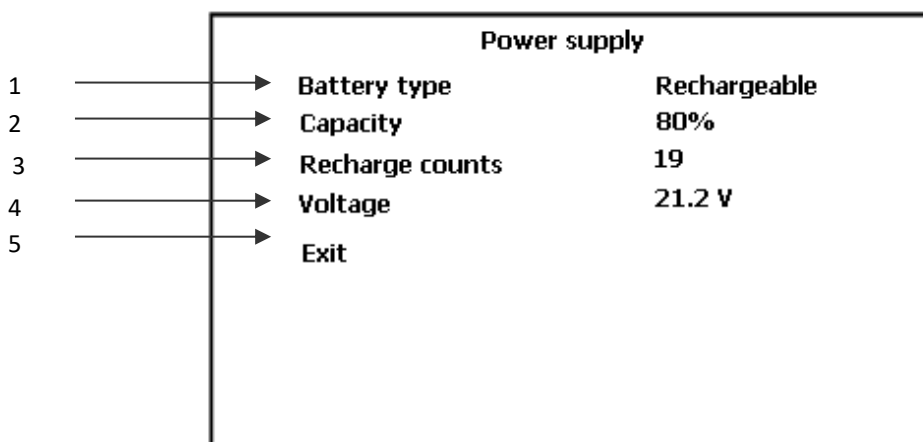 Power supply
1 Battery type Rechargeable
2 Capacity 80%
3 Recharge counts 19
4 Voltage 21.2 V
5 Exit